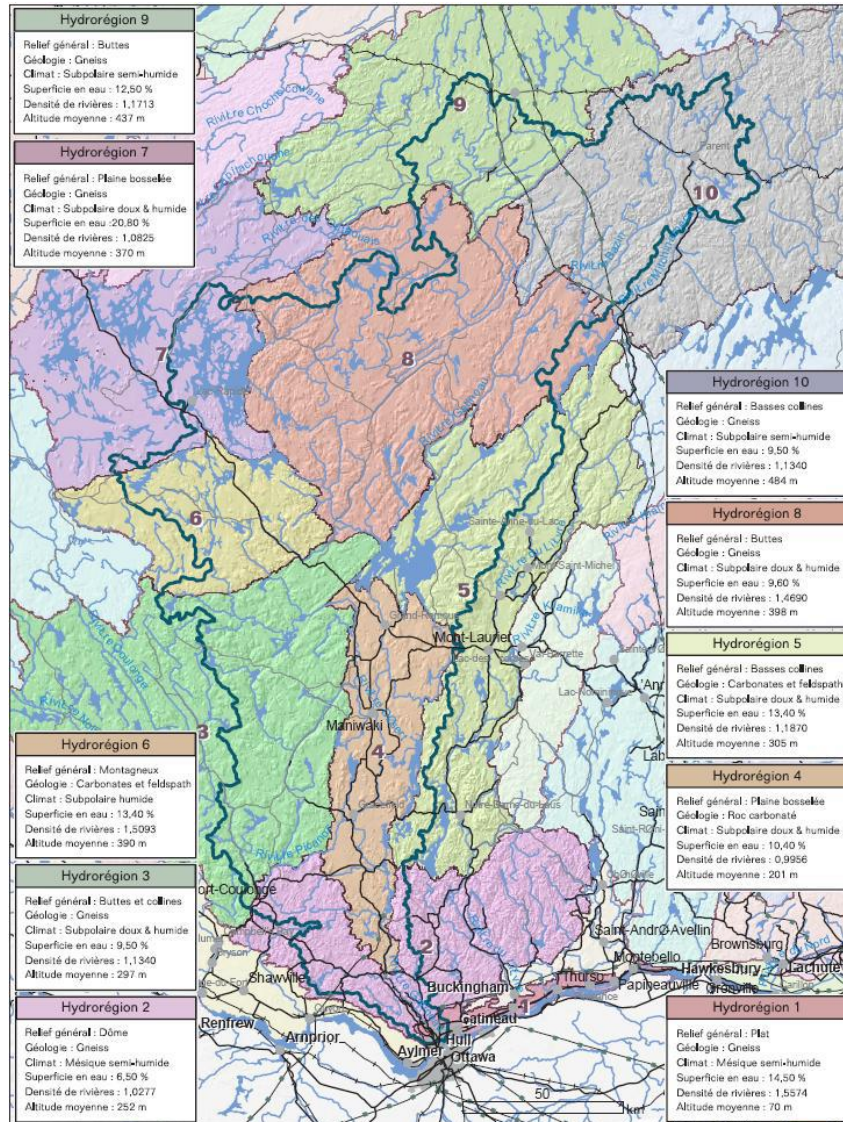 Hydrorégion 9
Relief général : Buttes
Géologie : Gneiss
Climat : Subpolaire semi-humide
Superficie en eau : 12,50 %
Densité de rivières : 1,1713
Altitude moyenne : 437 m
Hydrorégion 7
Relief général : Plaine bosselée
Géologie : Gneiss
Climat : Subpolaire doux & humide
Superficie en eau :20,80 %
Densité de rivières : 1,0825
Altitude moyenne : 370 m
9
Parent
10
7
8
Hydrorégion 10
Relief général : Basses collines
Géologie : Gneiss
Climat : Subpolaire semi-humide
Superficie en eau : 9,50 %
Densité de rivières : 1,1340
Altitude moyenne : 484 m
6
5
Hydrorégion 8
Relief général : Buttes
Géologie : Gneiss
Climat : Subpolaire doux & humide
Superficie en eau : 9,60 %
Densité de rivières : 1,4690
Altitude moyenne : 398 m
Sainte-Anne-du-Lac
Mont-Saint-Michel
Grand-Remous
Mont-Laurier
Hydrorégion 5
Relief général : Basses collines
Géologie : Carbonates et feldspath
Climat : Subpolaire doux & humide
Superficie en eau : 13,40 %
Densité de rivières : 1,1870
Altitude moyenne : 305 m
3
Maniwaki
4
Hydrorégion 6
Relief général : Montagneux
Géologie : Carbonates et feldspath
Climat : Subpolaire humide
Superficie en eau : 13,40 %
Densité de rivières : 1,5093
Altitude moyenne : 390 m
Hydrorégion 4
Relief général : Plaine bosselée
Géologie : Roc carbonaté
Climat : Subpolaire doux & humide
Superficie en eau : 10,40 %
Densité de rivières : 0,9956
Altitude moyenne : 201 m
Notre-Dame-du-Laus
Hydrorégion 3
Relief général : Buttes et collines
Géologie : Gneiss
Climat : Subpolaire doux & humide
Superficie en eau : 9,50 %
Densité de rivières : 1,1340
Altitude moyenne : 297 m
ort-Coulonge
2
Saint-AndrØ-Avellin
Montebello
Brownsburg
Hawkesbury
Lachute
Shawville
Buckingham
Thurso
1
Papineauville
Grenville
Renfrew
Arnprior
Gatineau
Hull
Aylmer
Ottawa
Hydrorégion 2
Relief général : Dôme
Géologie : Gneiss
Climat : Mésique semi-humide
Superficie en eau : 6,50 %
Densité de rivières : 1,0277
Altitude moyenne : 252 m
Hydrorégion 1
Relief général : Plat
Géologie : Gneiss
Climat : Mésique semi-humide
Superficie en eau : 14,50 %
Densité de rivières : 1,5574
Altitude moyenne : 70 m
50
km